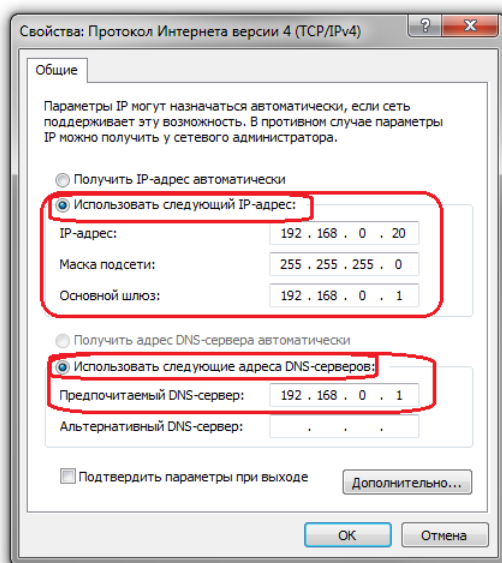 Свойства: Протокол Интернета версии 4 (TCP/IPv4)
Общие
Параметры IP могут назначаться автоматически, если сеть
поддерживает эту возможность. В противном случае параметры
IP можно получить у сетевого администратора.
Получить IP-адрес автоматически
Использовать следующий IP-адрес:
IP-адрес: 192 . 168 . 0 . 20
Маска подсети: 255 . 255 . 255 . 0
Основной шлюз: 192 . 168 . 0 . 1
Получить адрес DNS-сервера автоматически
Использовать следующие адреса DNS-серверов:
Предпочитаемый DNS-сервер: 192 . 168 . 0 . 1
Альтернативный DNS-сервер: . . .
Подтвердить параметры при выходе
Дополнительно...
ОК Отмена